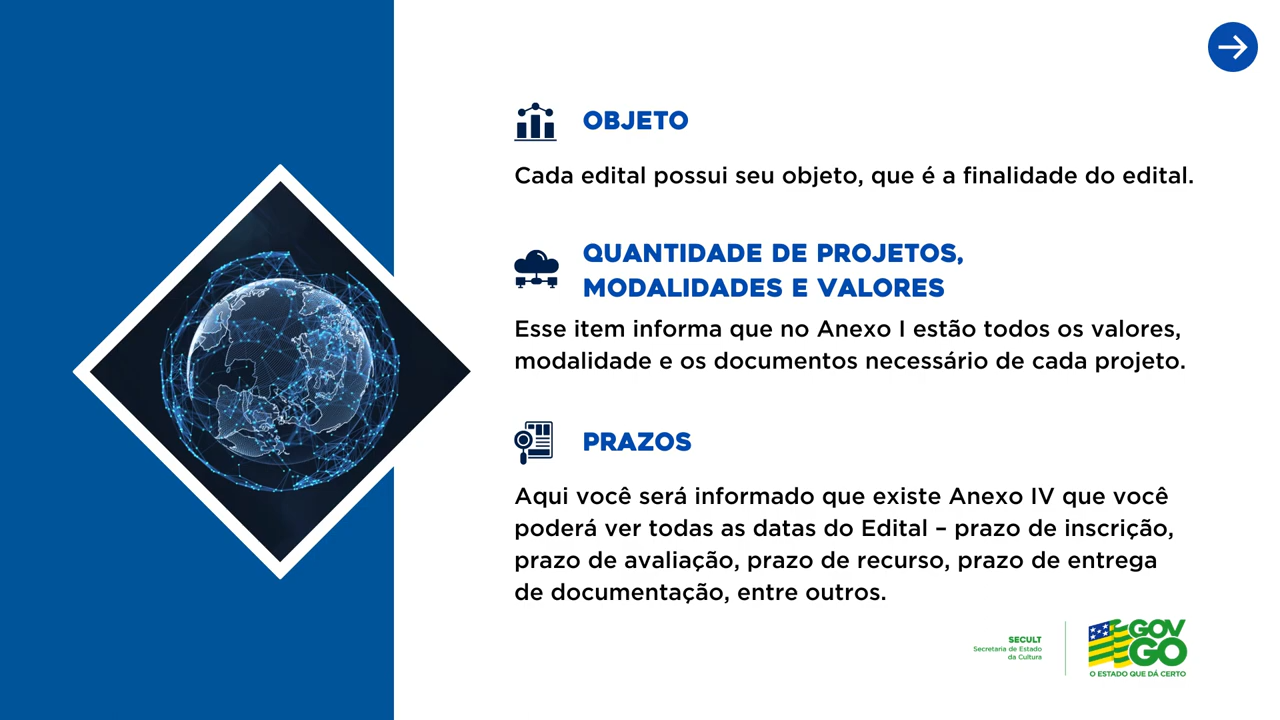 OBJETO
Cada edital possui seu objeto, que é a finalidade do edital.
QUANTIDADE DE PROJETOS,
MODALIDADES E VALORES
Esse item informa que no Anexo I estão todos os valores,
modalidade e os documentos necessário de cada projeto.
PRAZOS
Aqui você será informado que existe Anexo IV que você
poderá ver todas as datas do Edital – prazo de inscrição,
prazo de avaliação, prazo de recurso, prazo de entrega
de documentação, entre outros.
SECULT
Secretaria de Estado
da Cultura
GOV
GO
O ESTADO QUE DÁ CERTO